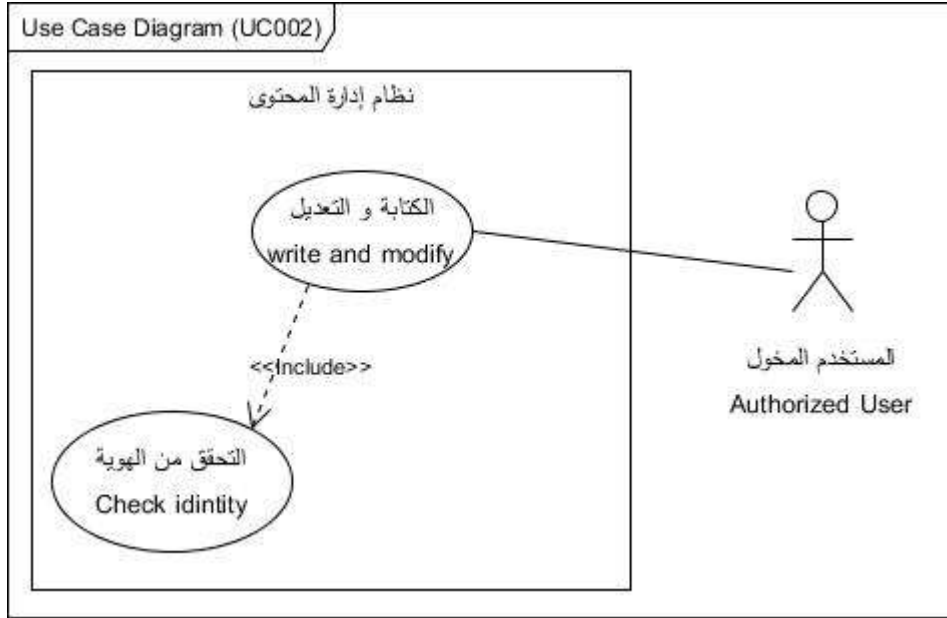 Use Case Diagram (UC002)
نظام إدارة المحتوى
الكتابة و التعديل
write and modify
<<Include>>
المستخدم المخول
Authorized User
التحقق من الهوية
Check idintity